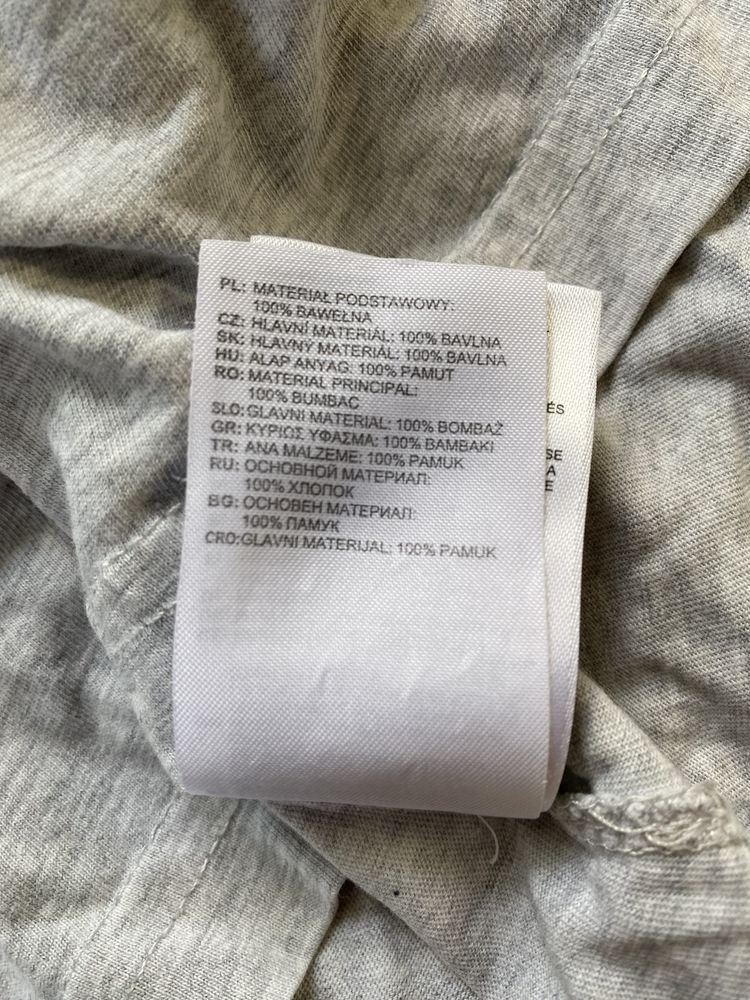 PL: MATERIAŁ PODSTAWOWY:
100% BAWEŁNA
CZ: HLAVNÍ MATERIÁL: 100% BAVLNA
SK: HLAVNÝ MATERIÁL: 100% BAVLNA
HU: ALAP ANYAG: 100% PAMUT
RO: MATERIAL PRINCIPAL:
100% BUMBAC
SLO: GLAVNI MATERIAL: 100% BOMBAŽ
GR: ΚΥΡΙΟΣ ΥΦΑΣΜΑ: 100% ΒΑΜΒΑΚΙ
TR: ANA MALZEME: 100% PAMUK
RU: ОСНОВНОЙ МАТЕРИАЛ:
100% ХЛОПОК
BG: ОСНОВЕН МАТЕРИАЛ:
100% ПАМУК
CRO: GLAVNI MATERIJAL: 100% PAMUK